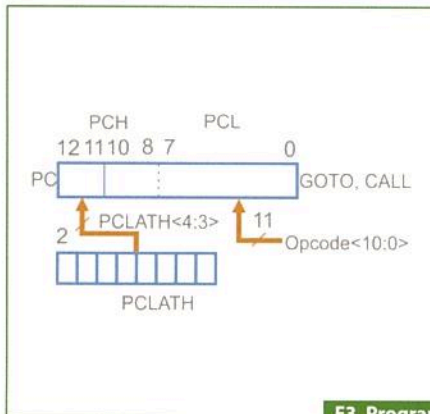 PCH PCL
12 11 10 8 7 0
PC GOTO, CALL
2 PCLATH<4:3> 11
Opcode<10:0>
PCLATH
F3. Progra